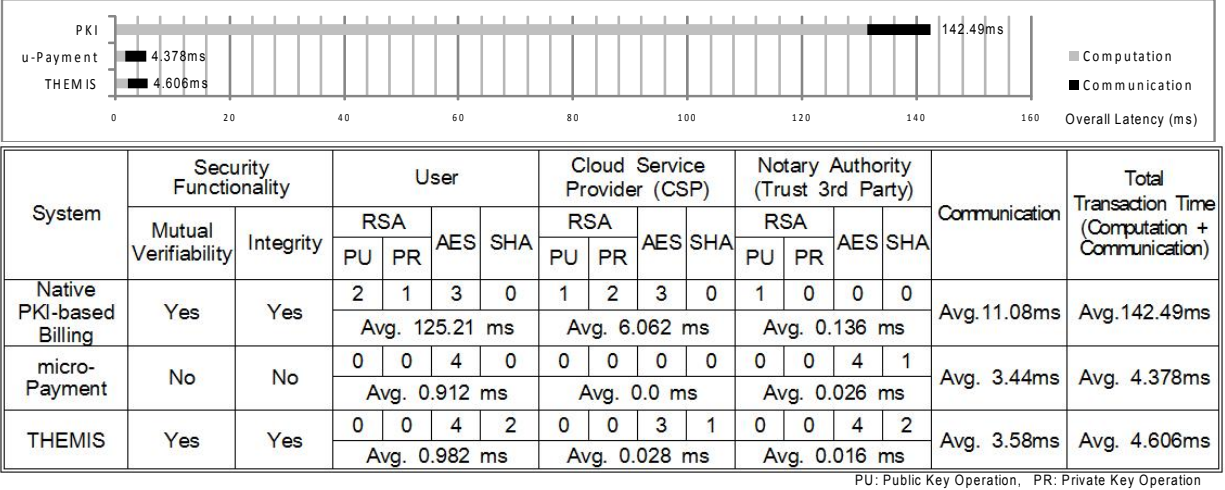 PKI
142.49ms
u-Payment
4.378ms
Computation
THEMIS
4.606ms
Communication
0 20 40 60 80 100 120 140 160 Overall Latency (ms)
System
Security Functionality
User
Cloud Service Provider (CSP)
Notary Authority (Trust 3rd Party)
Communication
Total Transaction Time (Computation + Communication)
Mutual Verifiability
Integrity
RSA AES SHA RSA AES SHA RSA AES SHA
PU PR PU PR PU PR
Native PKI-based Billing
Yes Yes
2 1 3 0 1 2 3 0 1 0 0 0
Avg. 125.21 ms Avg. 6.062 ms Avg. 0.136 ms
Avg.11.08ms Avg.142.49ms
micro-Payment
No No
0 0 4 0 0 0 0 0 0 0 4 1
Avg. 0.912 ms Avg. 0.0 ms Avg. 0.026 ms
Avg. 3.44ms Avg. 4.378ms
THEMIS
Yes Yes
0 0 4 2 0 0 3 1 0 0 4 2
Avg. 0.982 ms Avg. 0.028 ms Avg. 0.016 ms
Avg. 3.58ms Avg. 4.606ms
PU: Public Key Operation, PR: Private Key Operation